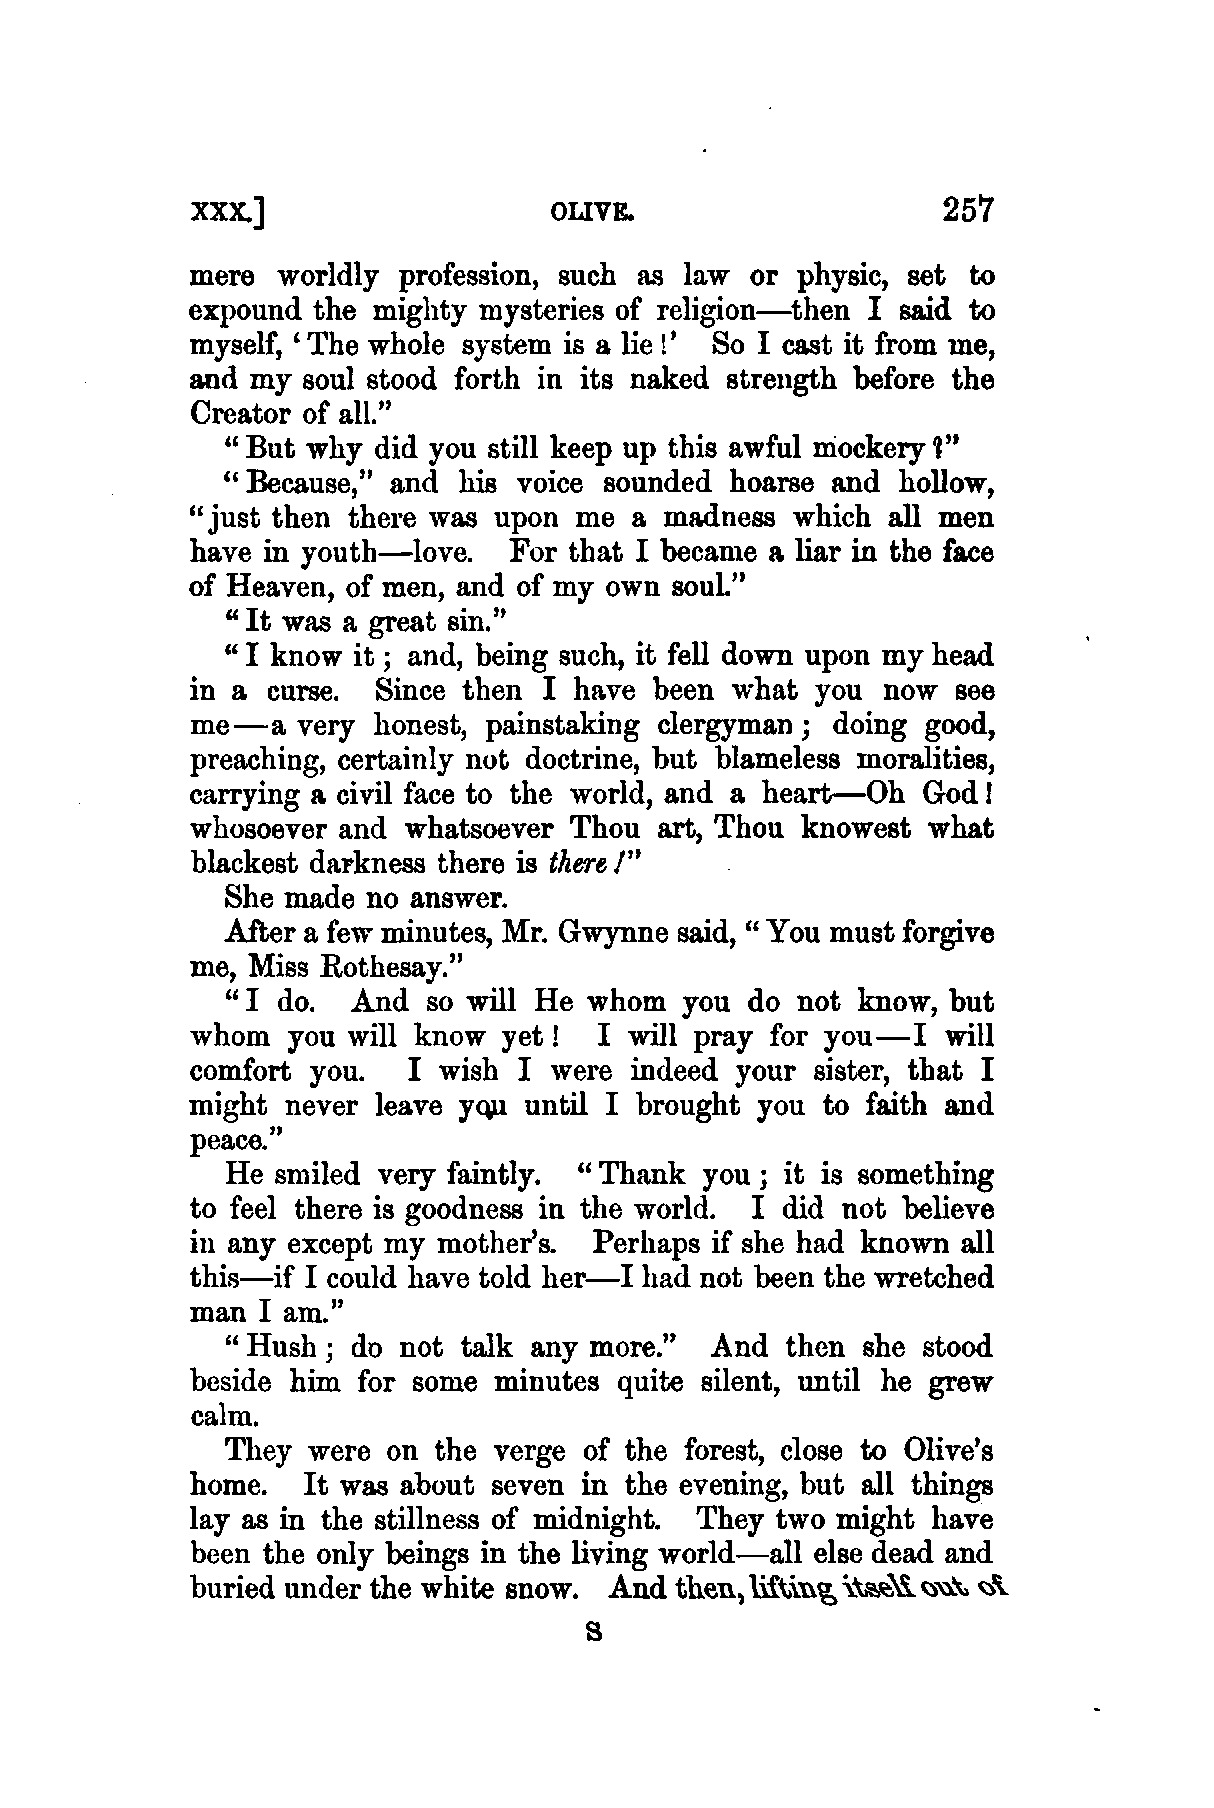 XXX.] OLIVE. 257
mere worldly profession, such as law or physic, set to
expound the mighty mysteries of religion—then I said to
myself, ‘The whole system is a lie!’ So I cast it from me,
and my soul stood forth in its naked strength before the
Creator of all.”
“But why did you still keep up this awful mockery?”
“Because,” and his voice sounded hoarse and hollow,
“just then there was upon me a madness which all men
have in youth—love. For that I became a liar in the face
of Heaven, of men, and of my own soul.”
“It was a great sin.”
“I know it; and, being such, it fell down upon my head
in a curse. Since then I have been what you now see
me—a very honest, painstaking clergyman; doing good,
preaching, certainly not doctrine, but blameless moralities,
carrying a civil face to the world, and a heart—Oh God!
whosoever and whatsoever Thou art, Thou knowest what
blackest darkness there is there!”
She made no answer.
After a few minutes, Mr. Gwynne said, “You must forgive
me, Miss Rothesay.”
“I do. And so will He whom you do not know, but
whom you will know yet! I will pray for you—I will
comfort you. I wish I were indeed your sister, that I
might never leave you until I brought you to faith and
peace.”
He smiled very faintly. “Thank you; it is something
to feel there is goodness in the world. I did not believe
in any except my mother’s. Perhaps if she had known all
this—if I could have told her—I had not been the wretched
man I am.”
“Hush; do not talk any more.” And then she stood
beside him for some minutes quite silent, until he grew
calm.
They were on the verge of the forest, close to Olive’s
home. It was about seven in the evening, but all things
lay as in the stillness of midnight. They two might have
been the only beings in the living world—all else dead and
buried under the white snow. And then, lifting itself out of
S